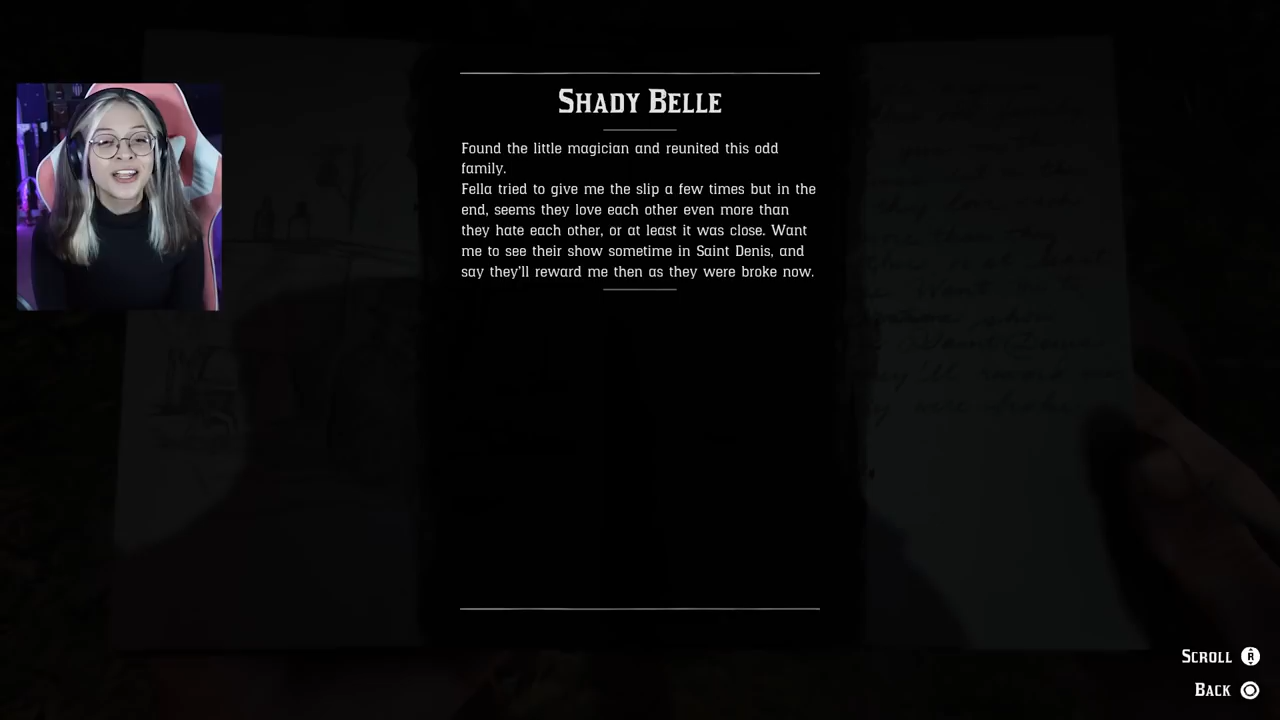 SHADY BELLE
Found the little magician and reunited this odd
family.
Fella tried to give me the slip a few times but in the
end, seems they love each other even more than
they hate each other, or at least it was close. Want
me to see their show sometime in Saint Denis, and
say they'll reward me then as they were broke now.
SCROLL R
BACK